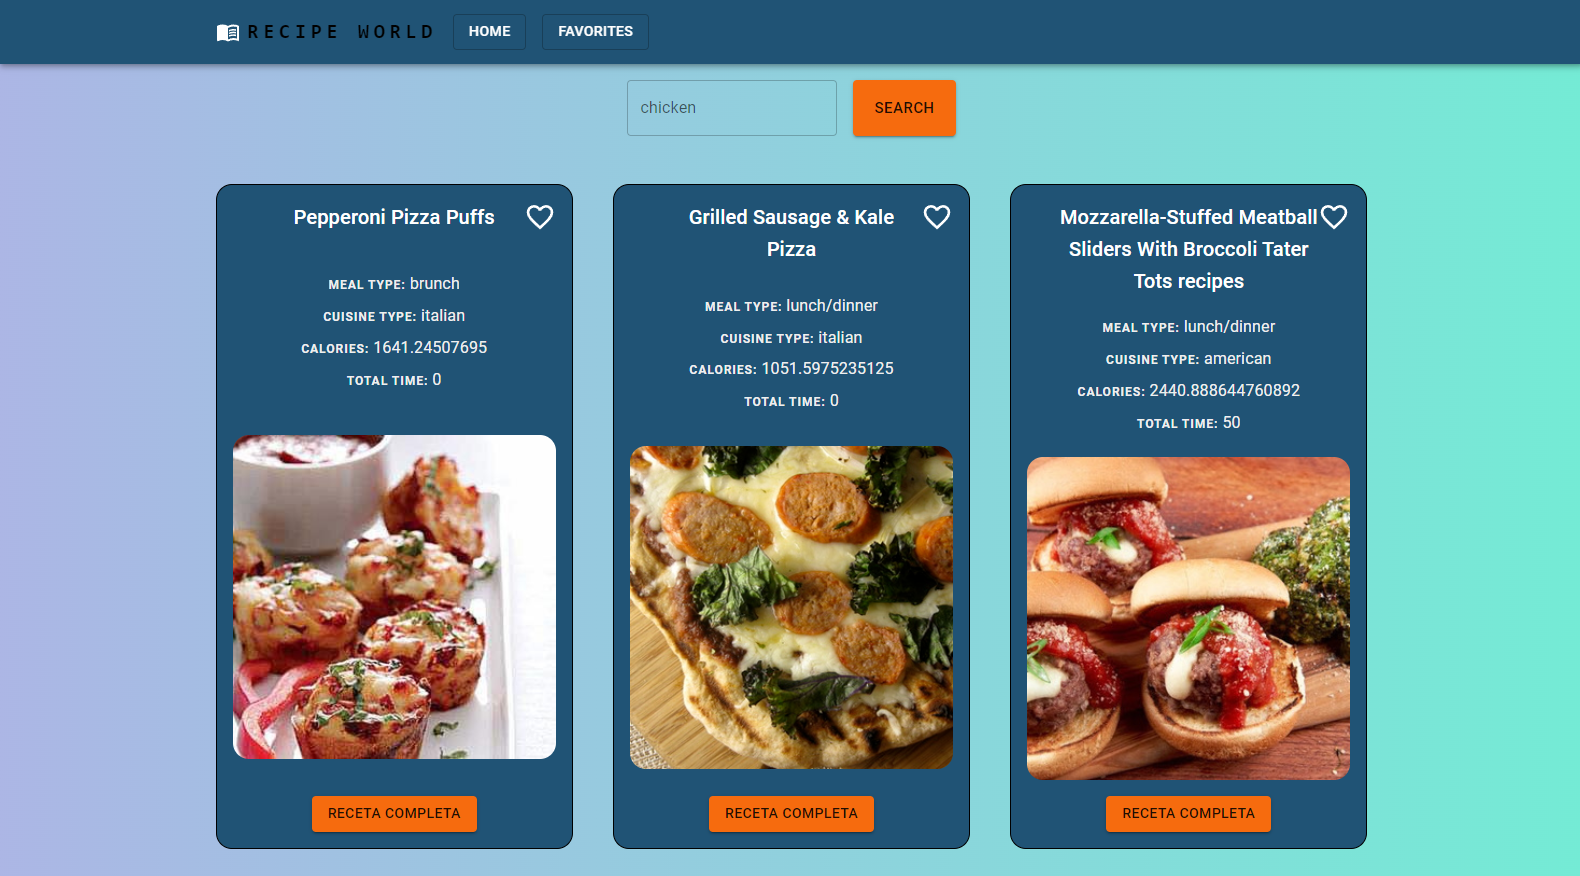 RECIPE WORLD
HOME
FAVORITES
chicken
SEARCH
Pepperoni Pizza Puffs
MEAL TYPE: brunch
CUISINE TYPE: italian
CALORIES: 1641.24507695
TOTAL TIME: 0
RECETA COMPLETA
Grilled Sausage & Kale
Pizza
MEAL TYPE: lunch/dinner
CUISINE TYPE: italian
CALORIES: 1051.5975235125
TOTAL TIME: 0
RECETA COMPLETA
Mozzarella-Stuffed Meatball
Sliders With Broccoli Tater
Tots recipes
MEAL TYPE: lunch/dinner
CUISINE TYPE: american
CALORIES: 2440.888644760892
TOTAL TIME: 50
RECETA COMPLETA